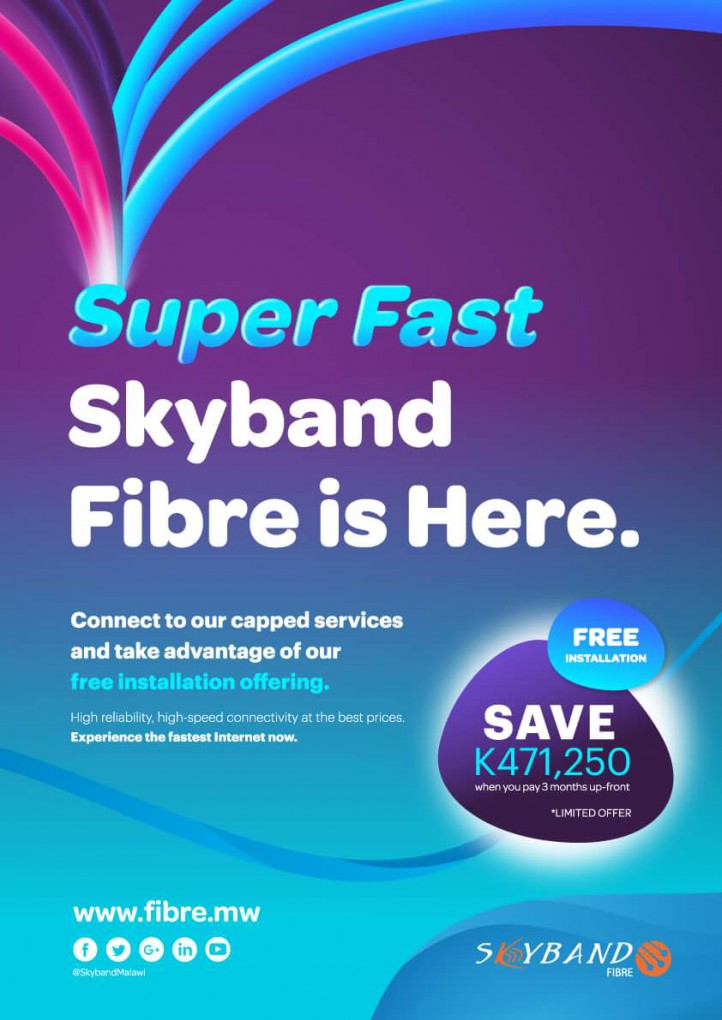 Super Fast
Skyband
Fibre is Here.
Connect to our capped services
and take advantage of our
free installation offering.
High reliability, high-speed connectivity at the best prices.
Experience the fastest Internet now.
FREE
INSTALLATION
SAVE
K471,250
when you pay 3 months up-front
*LIMITED OFFER
www.fibre.mw
f G+ in
@SkybandMalawi
SKYBAND
FIBRE